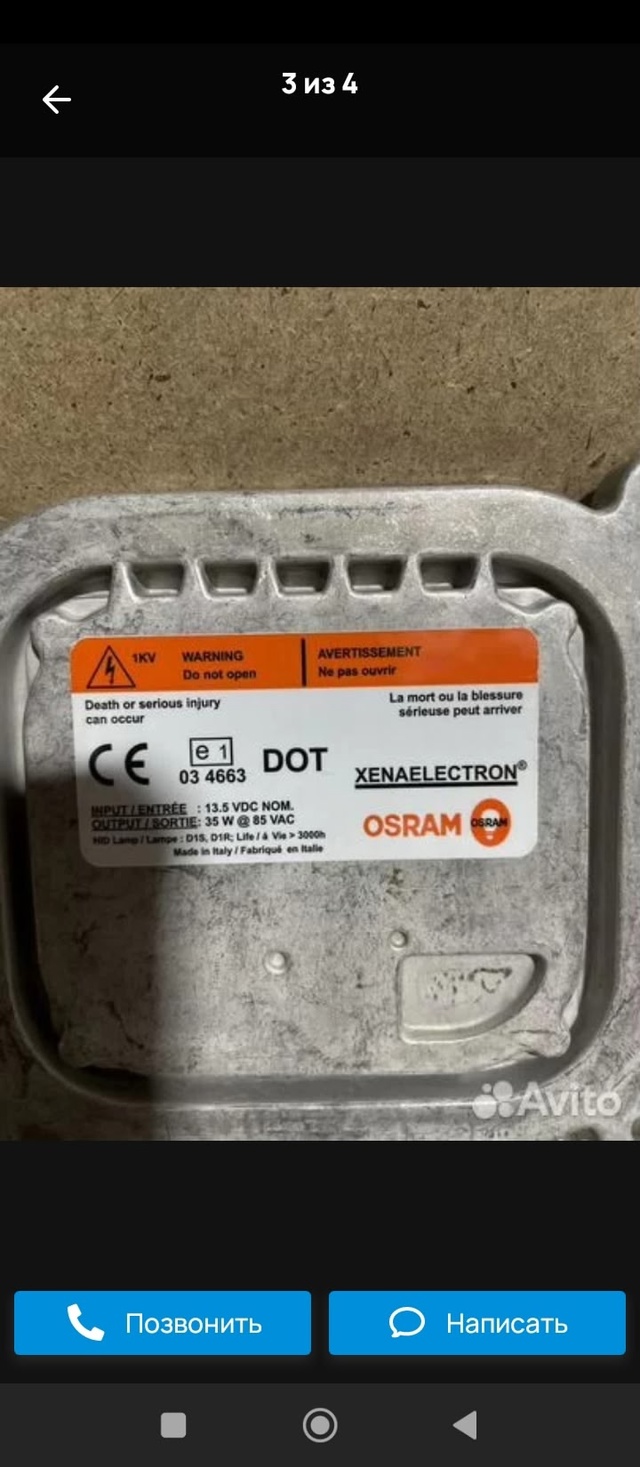 3 из 4
1KV
WARNING
Do not open
AVERTISSEMENT
Ne pas ouvrir
Death or serious injury
can occur
La mort ou la blessure
sérieuse peut arriver
CE
e 1
03 4663
DOT
XENAELECTRON®
INPUT / ENTRÉE : 13.5 VDC NOM.
OUTPUT / SORTIE: 35 W @ 85 VAC
HID Lamp / Lampe : D1S, D1R; Life / à Vie > 3000h
Made in Italy / Fabriqué en Italie
OSRAM
OSRAM
Avito
Позвонить
Написать